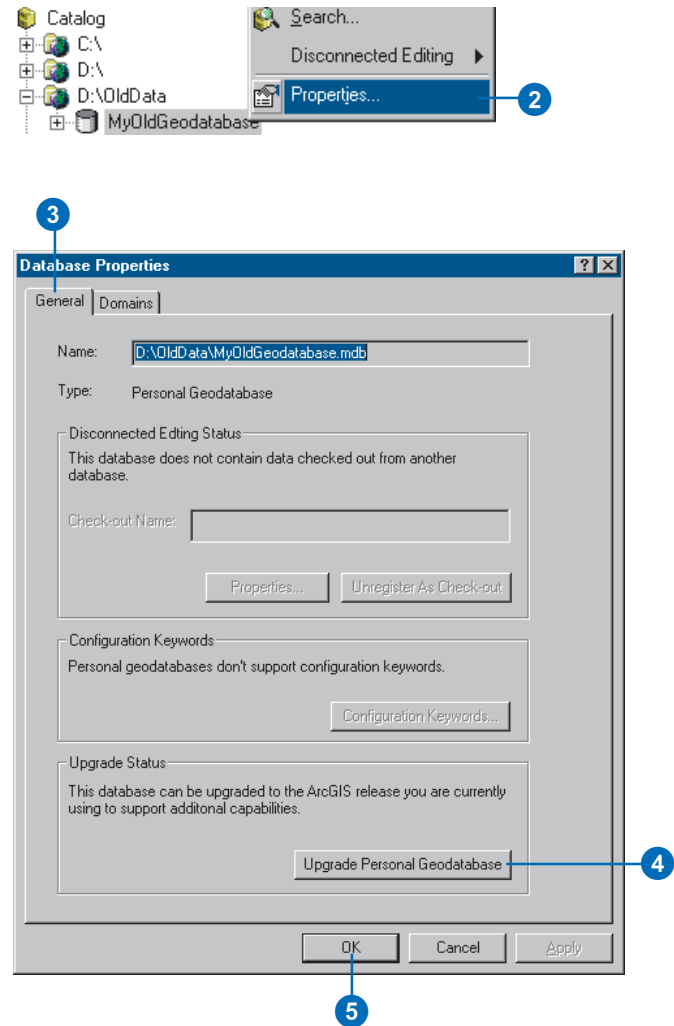 Catalog
C:\
D:\
D:\OldData
MyOldGeodatabase
Search...
Disconnected Editing
Properties...
2
3
Database Properties
General
Domains
Name: D:\OldData\MyOldGeodatabase.mdb
Type: Personal Geodatabase
Disconnected Edting Status
This database does not contain data checked out from another
database.
Check-out Name:
Properties...
Unregister As Check-out
Configuration Keywords
Personal geodatabases don't support configuration keywords.
Configuration Keywords...
Upgrade Status
This database can be upgraded to the ArcGIS release you are currently
using to support additonal capabilities.
Upgrade Personal Geodatabase
4
OK
Cancel
Apply
5